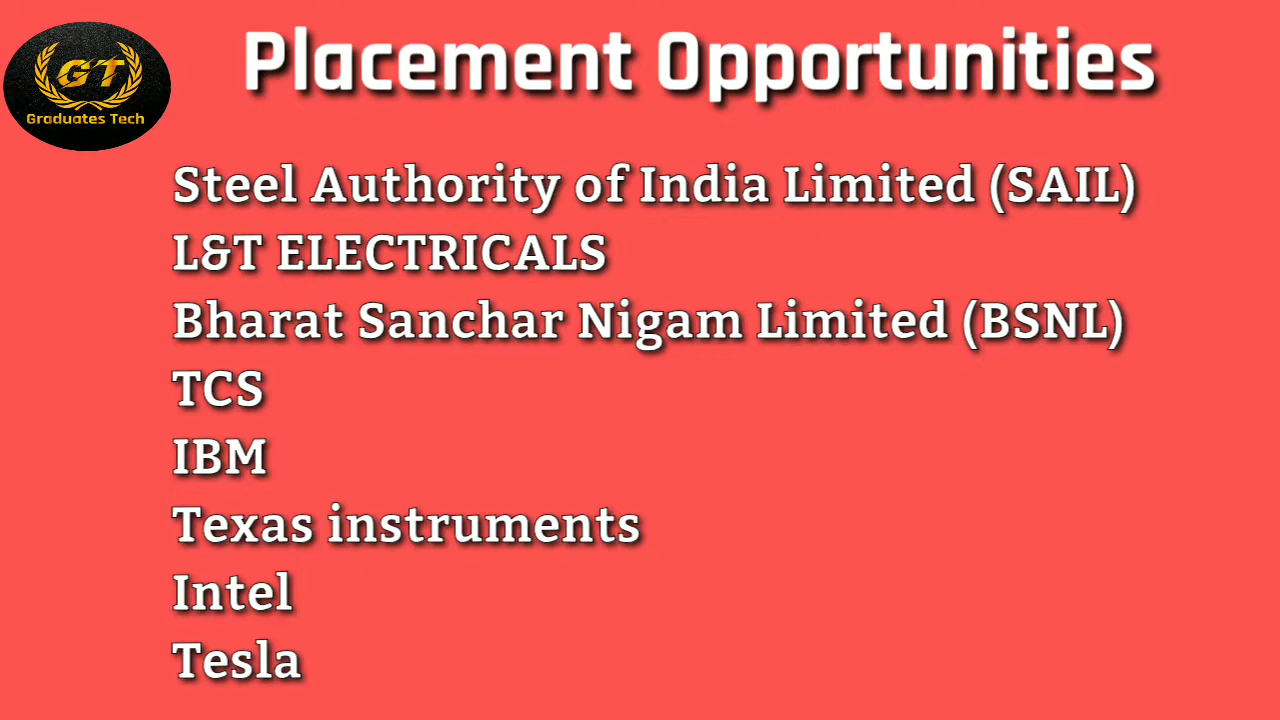 GT
Graduates Tech
Placement Opportunities
Steel Authority of India Limited (SAIL)
L&T ELECTRICALS
Bharat Sanchar Nigam Limited (BSNL)
TCS
IBM
Texas instruments
Intel
Tesla